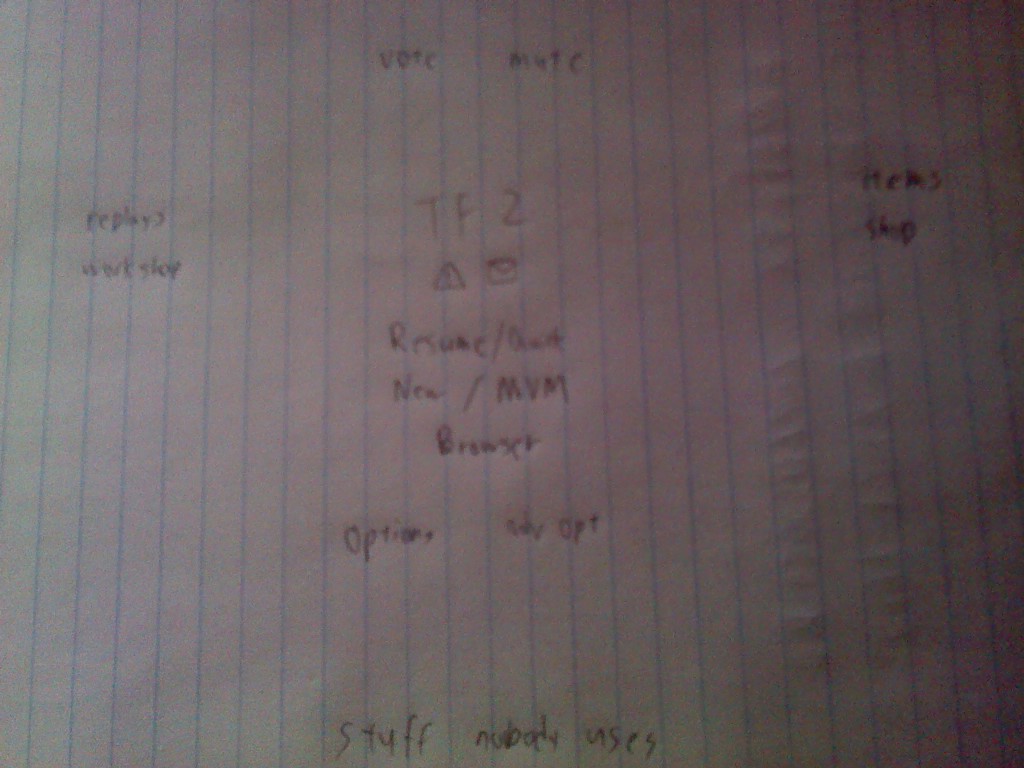 vote mute
items
replays TF 2 shop
workshop
Resume/Quit
New / MVM
Browser
Options adv opt
stuff nobody uses